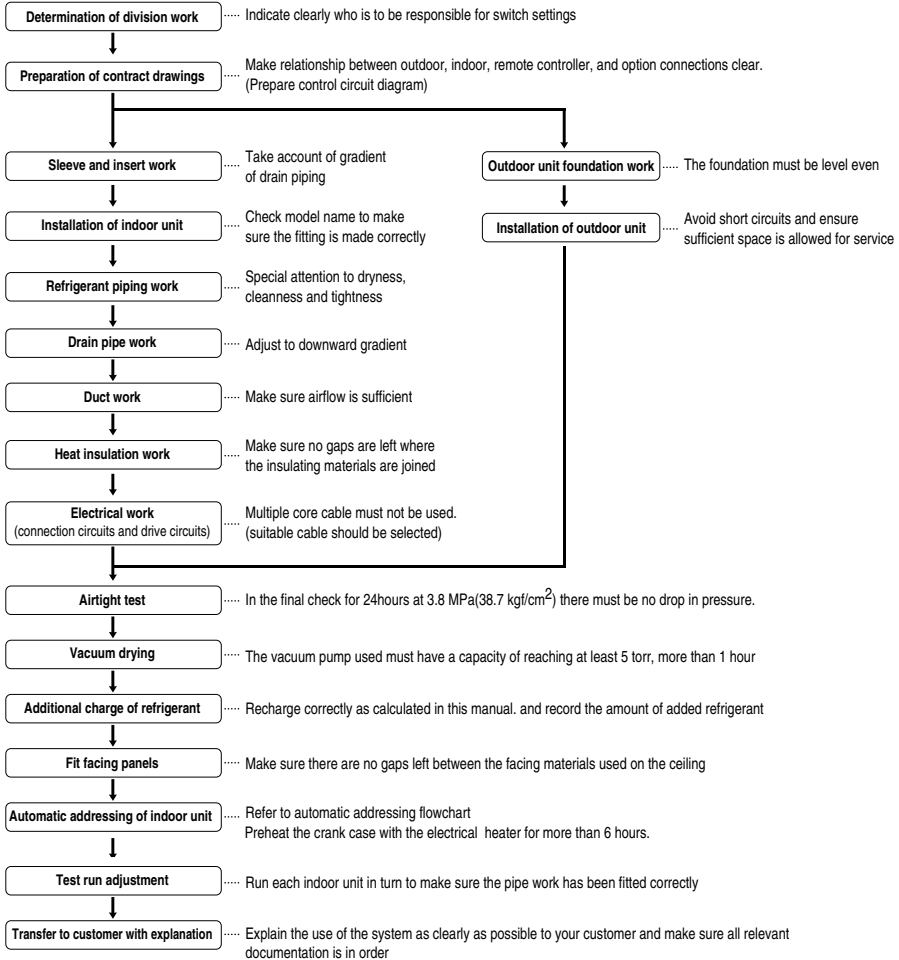 Determination of division work ····· Indicate clearly who is to be responsible for switch settings
Preparation of contract drawings ····· Make relationship between outdoor, indoor, remote controller, and option connections clear.
(Prepare control circuit diagram)
Sleeve and insert work ····· Take account of gradient
of drain piping
Outdoor unit foundation work ····· The foundation must be level even
Installation of indoor unit ····· Check model name to make
sure the fitting is made correctly
Installation of outdoor unit ····· Avoid short circuits and ensure
sufficient space is allowed for service
Refrigerant piping work ····· Special attention to dryness,
cleanness and tightness
Drain pipe work ····· Adjust to downward gradient
Duct work ····· Make sure airflow is sufficient
Heat insulation work ····· Make sure no gaps are left where
the insulating materials are joined
Electrical work
(connection circuits and drive circuits) ····· Multiple core cable must not be used.
(suitable cable should be selected)
Airtight test ····· In the final check for 24hours at 3.8 MPa(38.7 kgf/cm2) there must be no drop in pressure.
Vacuum drying ····· The vacuum pump used must have a capacity of reaching at least 5 torr, more than 1 hour
Additional charge of refrigerant ····· Recharge correctly as calculated in this manual. and record the amount of added refrigerant
Fit facing panels ····· Make sure there are no gaps left between the facing materials used on the ceiling
Automatic addressing of indoor unit ····· Refer to automatic addressing flowchart
Preheat the crank case with the electrical heater for more than 6 hours.
Test run adjustment ····· Run each indoor unit in turn to make sure the pipe work has been fitted correctly
Transfer to customer with explanation ····· Explain the use of the system as clearly as possible to your customer and make sure all relevant
documentation is in order